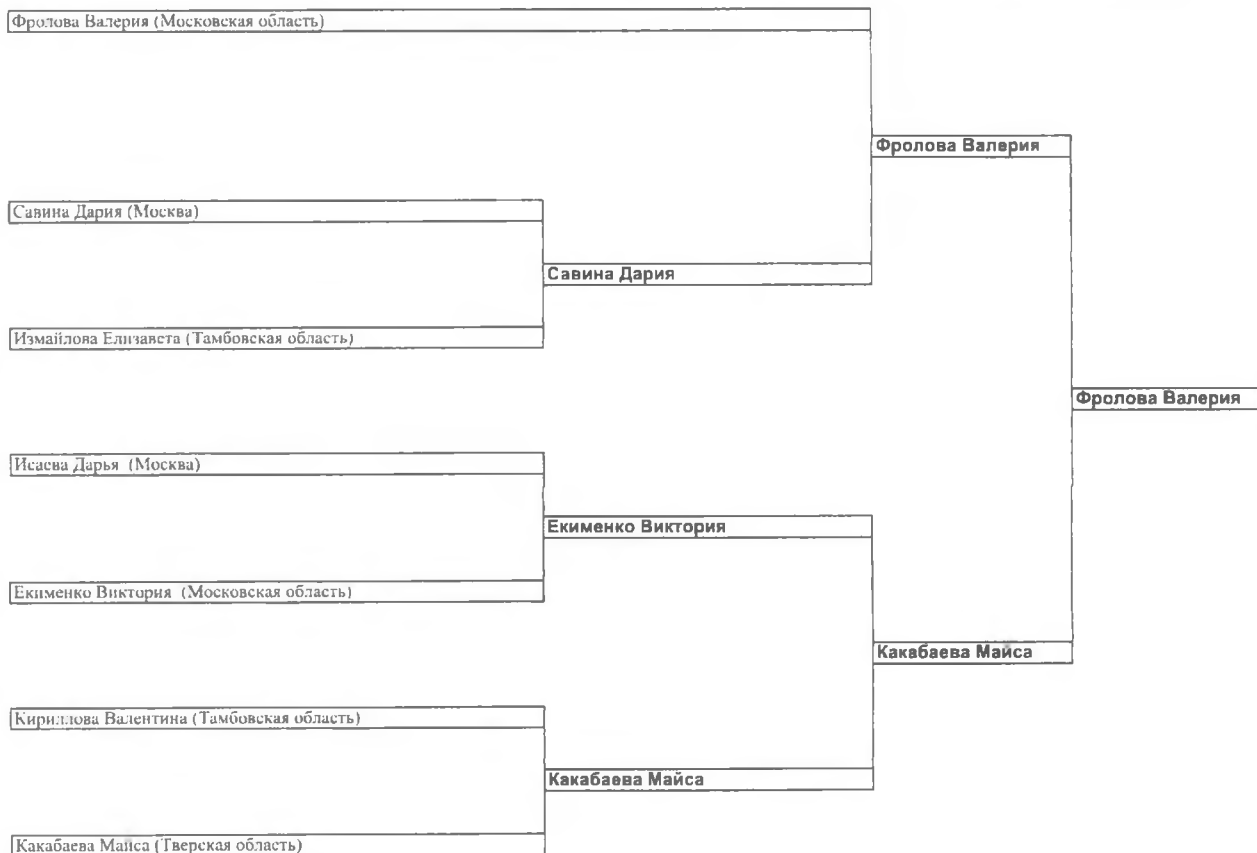 Фролова Валерия (Московская область)
Фролова Валерия
Савина Дария (Москва)
Савина Дария
Измайлова Елизавета (Тамбовская область)
Фролова Валерия
Исаева Дарья (Москва)
Екименко Виктория
Екименко Виктория (Московская область)
Какабаева Майса
Кириллова Валентина (Тамбовская область)
Какабаева Майса
Какабаева Майса (Тверская область)